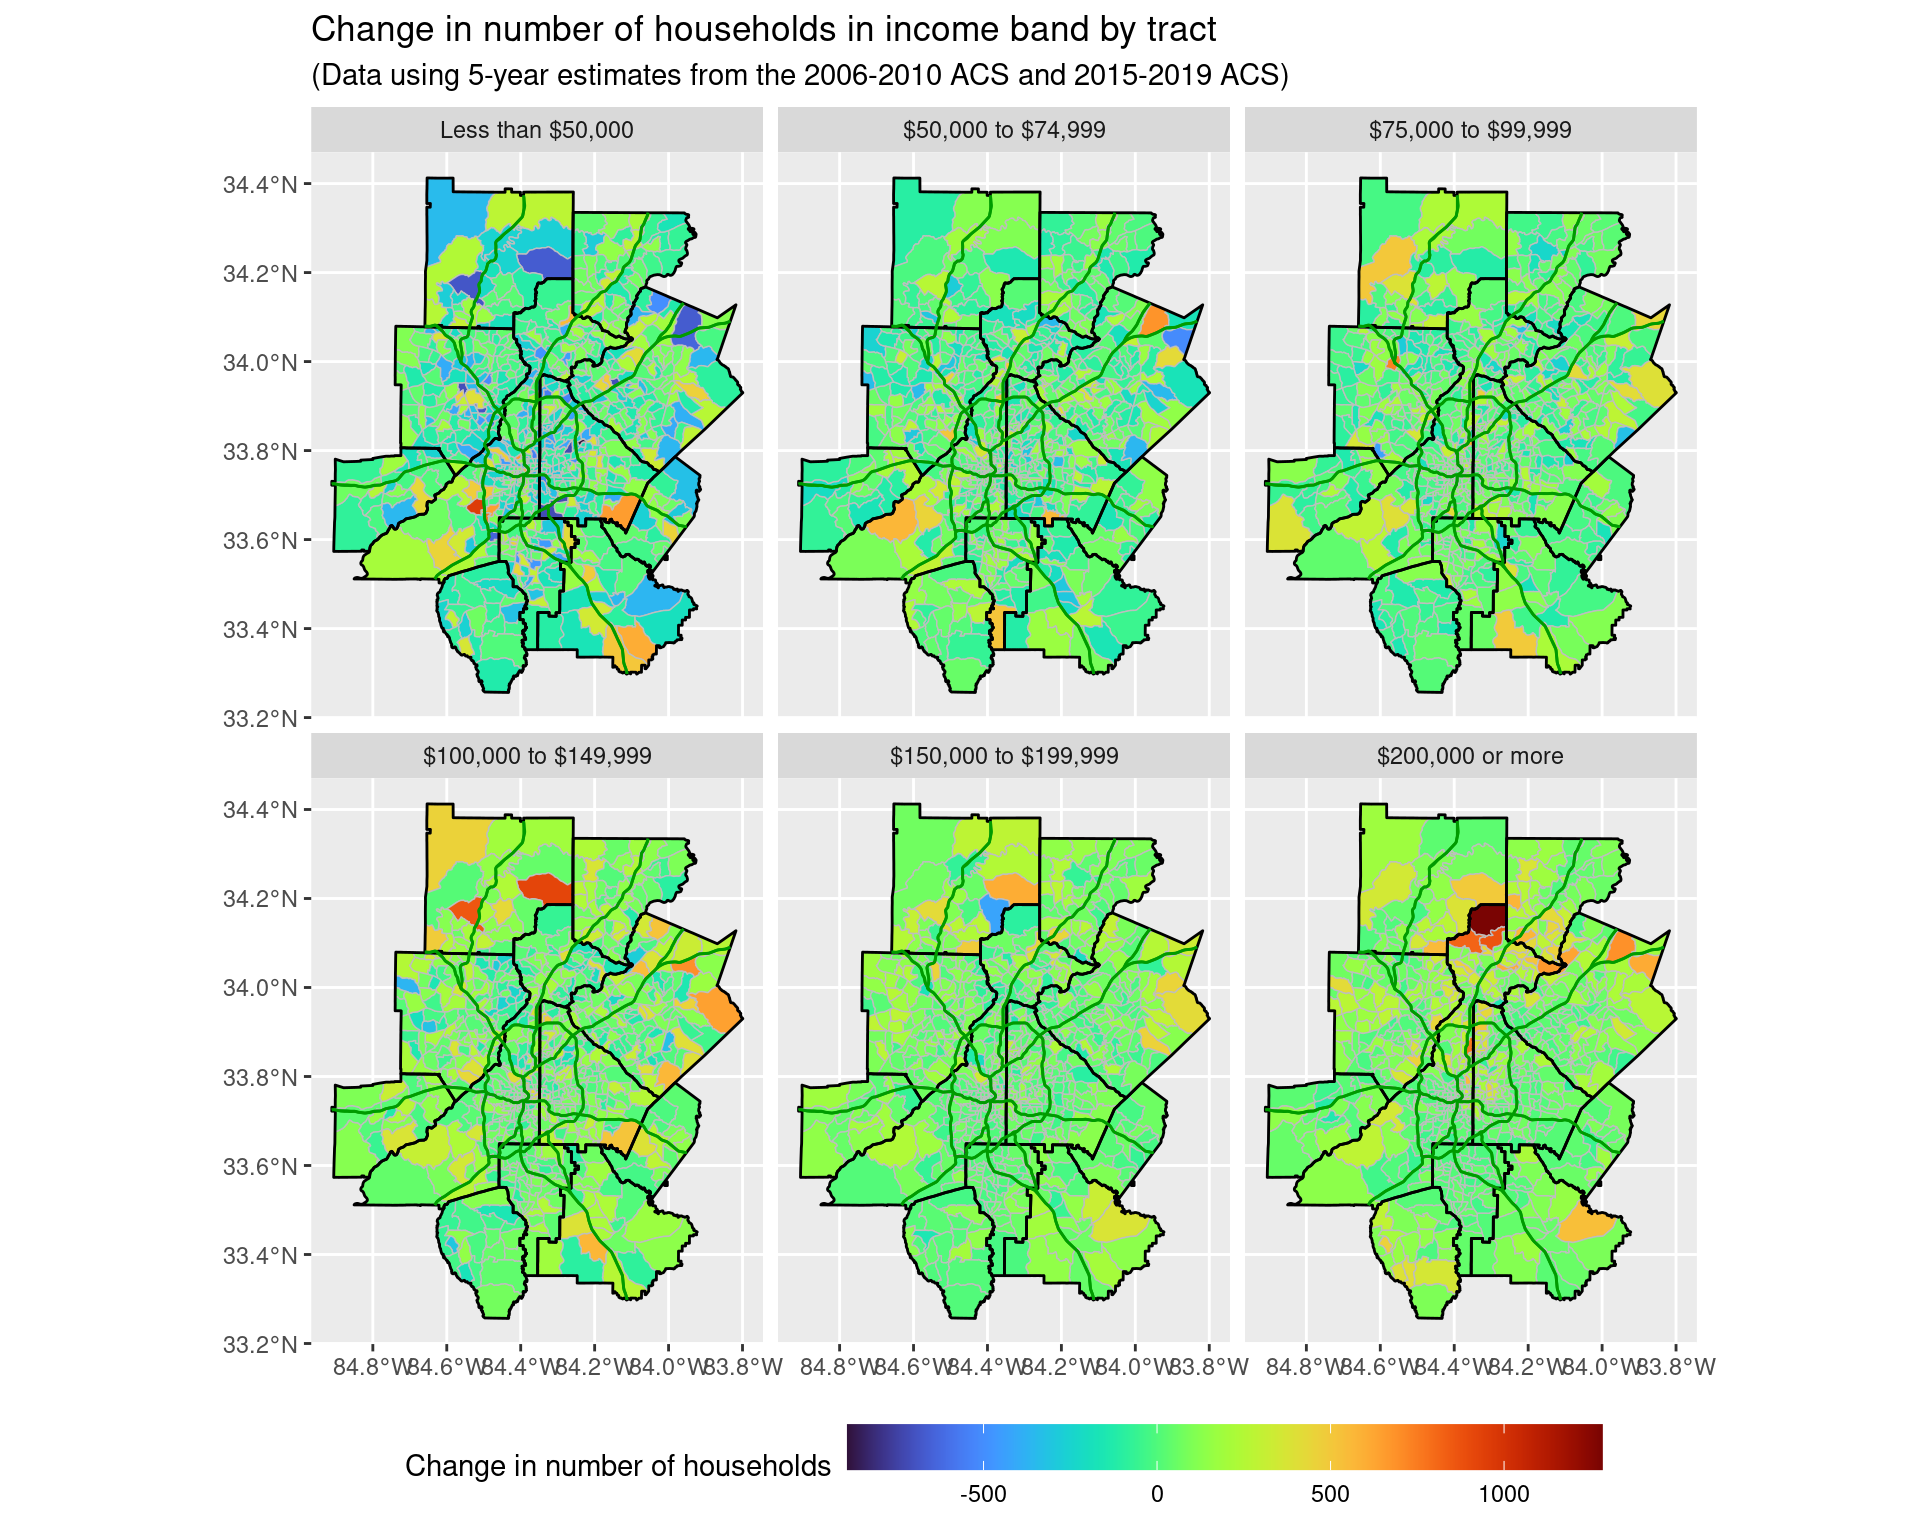 Change in number of households in income band by tract
(Data using 5-year estimates from the 2006-2010 ACS and 2015-2019 ACS)
Less than $50,000
$50,000 to $74,999
$75,000 to $99,999
34.4°N
34.2°N
34.0°N
33.8°N
33.6°N
33.4°N
33.2°N
$100,000 to $149,999
$150,000 to $199,999
$200,000 or more
34.4°N
34.2°N
34.0°N
33.8°N
33.6°N
33.4°N
33.2°N
84.8°W 84.6°W 84.4°W 84.2°W 84.0°W 83.8°W
84.8°W 84.6°W 84.4°W 84.2°W 84.0°W 83.8°W
84.8°W 84.6°W 84.4°W 84.2°W 84.0°W 83.8°W
Change in number of households
-500 0 500 1000